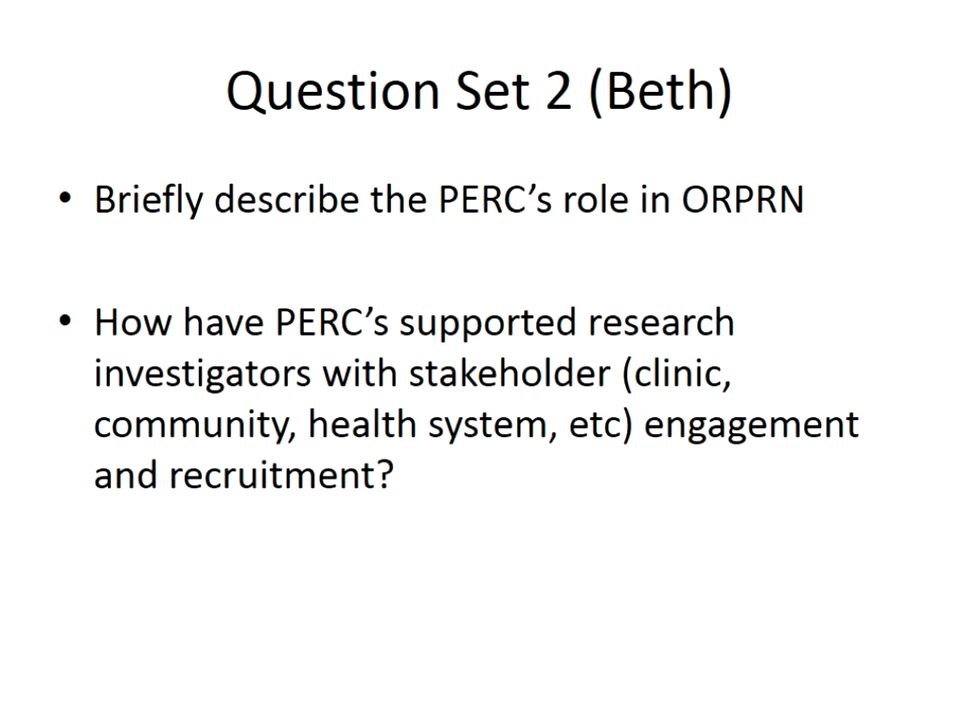 Question Set 2 (Beth)
• Briefly describe the PERC’s role in ORPRN
• How have PERC’s supported research
investigators with stakeholder (clinic,
community, health system, etc) engagement
and recruitment?